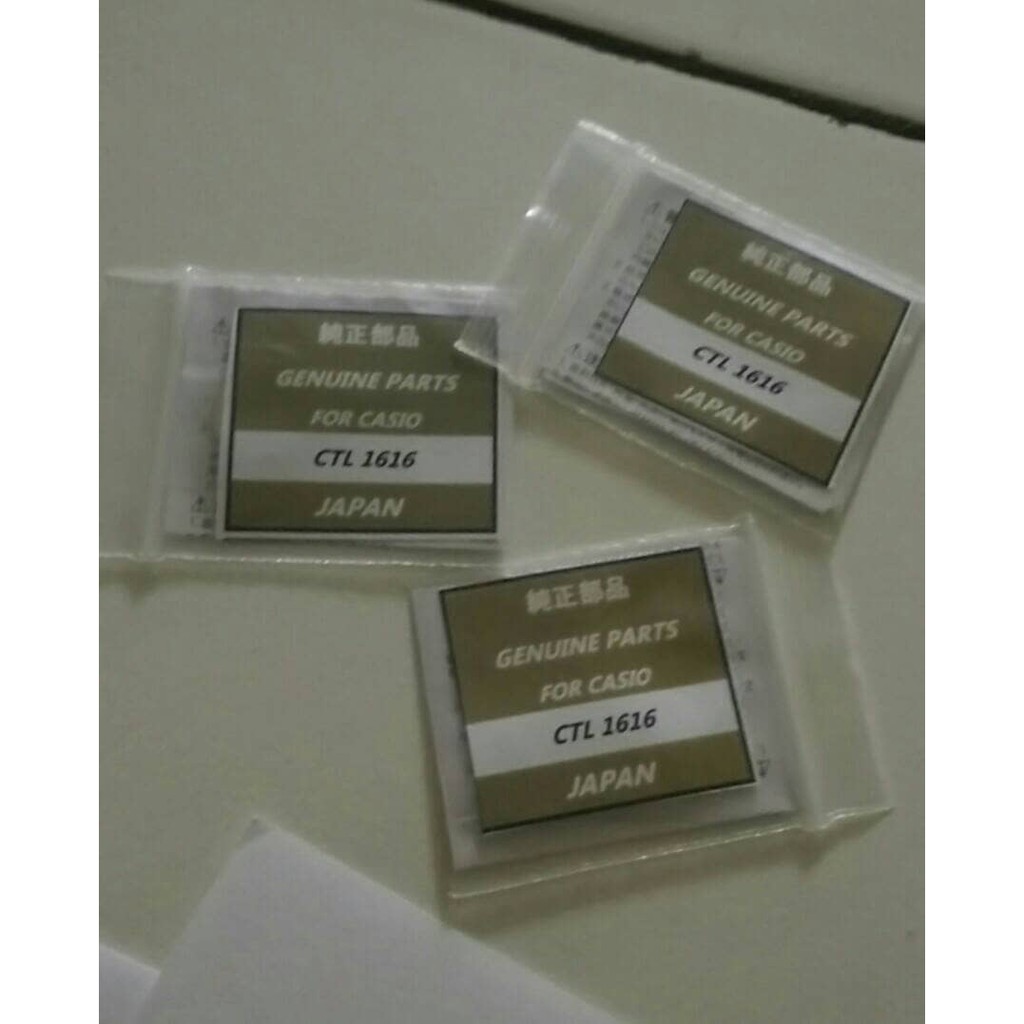 純正部品
GENUINE PARTS
FOR CASIO
CTL 1616
JAPAN
純正部品
GENUINE PARTS
FOR CASIO
CTL 1616
JAPAN
純正部品
GENUINE PARTS
FOR CASIO
CTL 1616
JAPAN